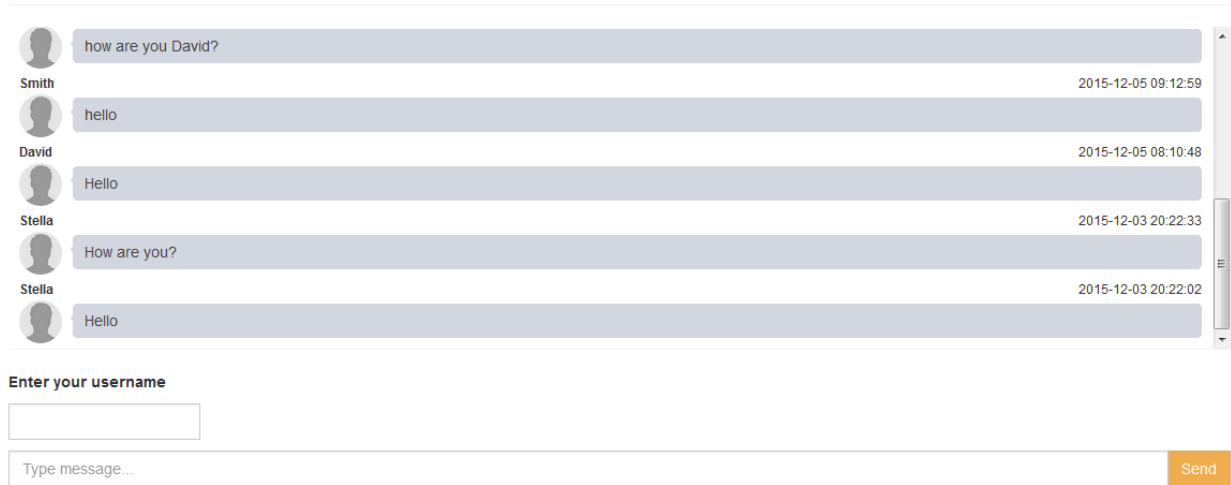 how are you David?
Smith 2015-12-05 09:12:59
hello
David 2015-12-05 08:10:48
Hello
Stella 2015-12-03 20:22:33
How are you?
Stella 2015-12-03 20:22:02
Hello
Enter your username
Type message...
Send